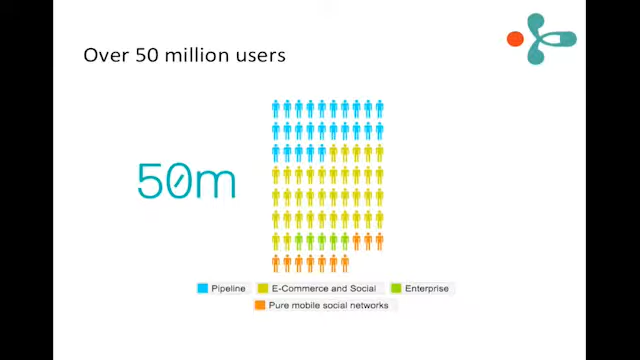 Over 50 million users
50m
Pipeline
E-Commerce and Social
Enterprise
Pure mobile social networks